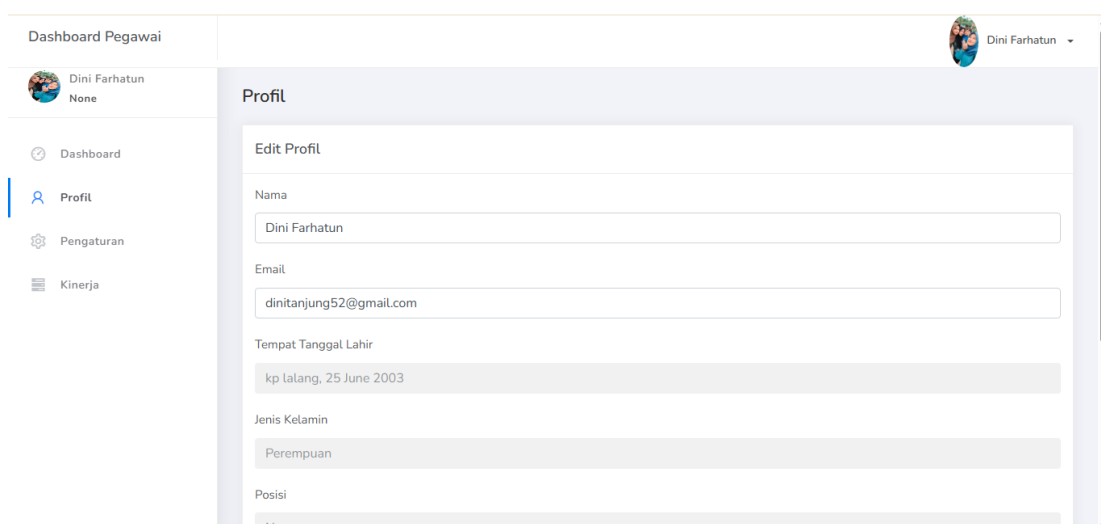 Dashboard Pegawai
Dini Farhatun
Dini Farhatun
None
Dashboard
Profil
Pengaturan
Kinerja
Profil
Edit Profil
Nama
Dini Farhatun
Email
dinitanjung52@gmail.com
Tempat Tanggal Lahir
kp lalang, 25 June 2003
Jenis Kelamin
Perempuan
Posisi